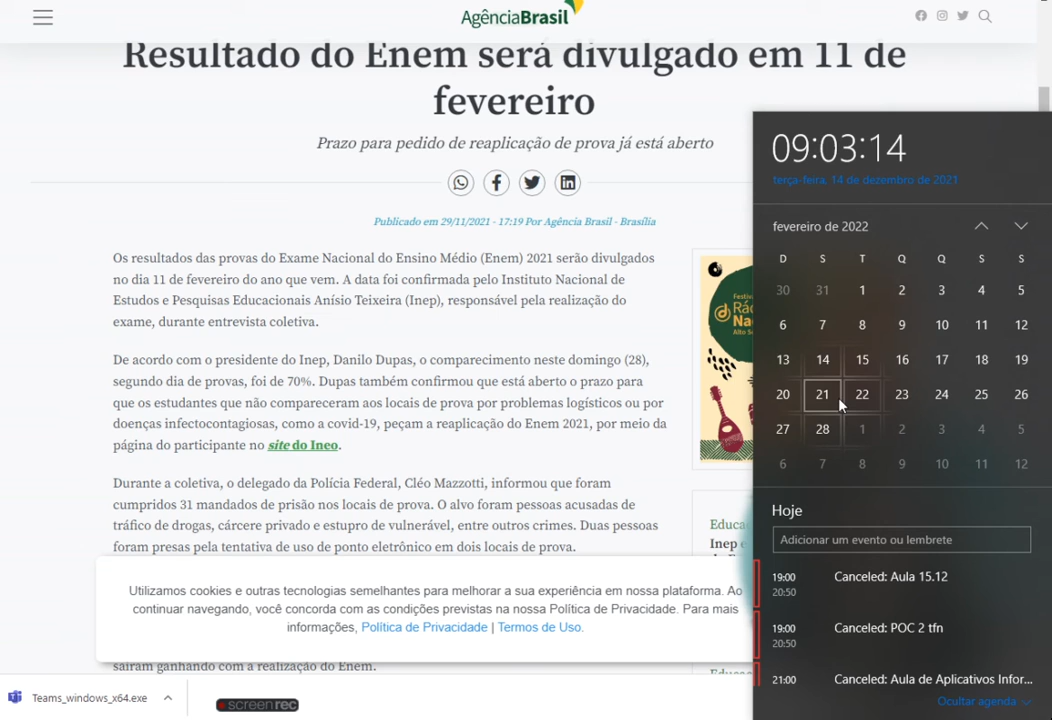 AgênciaBrasil
Resultado do Enem será divulgado em 11 de
fevereiro
Prazo para pedido de reaplicação de prova já está aberto
Publicado em 29/11/2021 - 17:19 Por Agência Brasil - Brasília
Os resultados das provas do Exame Nacional do Ensino Médio (Enem) 2021 serão divulgados
no dia 11 de fevereiro do ano que vem. A data foi confirmada pelo Instituto Nacional de
Estudos e Pesquisas Educacionais Anísio Teixeira (Inep), responsável pela realização do
exame, durante entrevista coletiva.
De acordo com o presidente do Inep, Danilo Dupas, o comparecimento neste domingo (28),
segundo dia de provas, foi de 70%. Dupas também confirmou que está aberto o prazo para
que os estudantes que não compareceram aos locais de prova por problemas logísticos ou por
doenças infectocontagiosas, como a covid-19, peçam a reaplicação do Enem 2021, por meio da
página do participante no site do Ineo.
Durante a coletiva, o delegado da Polícia Federal, Cléo Mazzotti, informou que foram
cumpridos 31 mandados de prisão nos locais de prova. O alvo foram pessoas acusadas de
tráfico de drogas, cárcere privado e estupro de vulnerável, entre outros crimes. Duas pessoas
foram presas pela tentativa de uso de ponto eletrônico em dois locais de prova.
Utilizamos cookies e outras tecnologias semelhantes para melhorar a sua experiência em nossa plataforma. Ao
continuar navegando, você concorda com as condições previstas na nossa Política de Privacidade. Para mais
informações, Política de Privacidade | Termos de Uso.
saíram ganhando com a realização do Enem.
Festiva
Rád
Na
Alto So
Educa
Inep e
Teams_windows_x64.exe
screenrec
09:03:14
terça-feira, 14 de dezembro de 2021
fevereiro de 2022
D S T Q Q S S
30 31 1 2 3 4 5
6 7 8 9 10 11 12
13 14 15 16 17 18 19
20 21 22 23 24 25 26
27 28 1 2 3 4 5
6 7 8 9 10 11 12
Hoje
Adicionar um evento ou lembrete
19:00 Canceled: Aula 15.12
20:50
19:00 Canceled: POC 2 tfn
20:50
21:00 Canceled: Aula de Aplicativos Infor...
Ocultar agenda